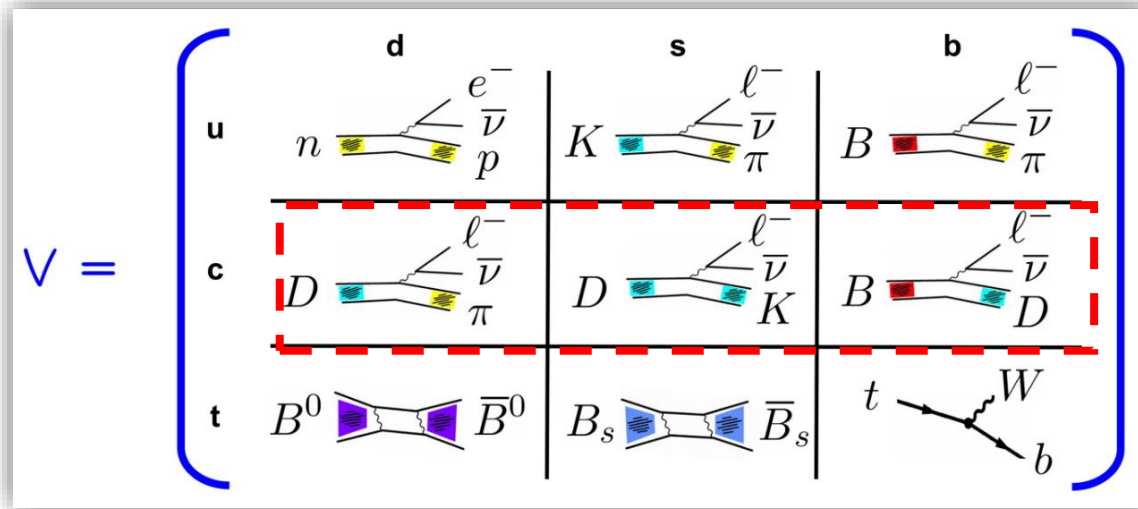 d s b
u
n e⁻ ν̅ p
K ℓ⁻ ν̅ π
B ℓ⁻ ν̅ π
V =
c
D ℓ⁻ ν̅ π
D ℓ⁻ ν̅ K
B ℓ⁻ ν̅ D
t
B⁰ B̅⁰
Bₛ B̅ₛ
t W b